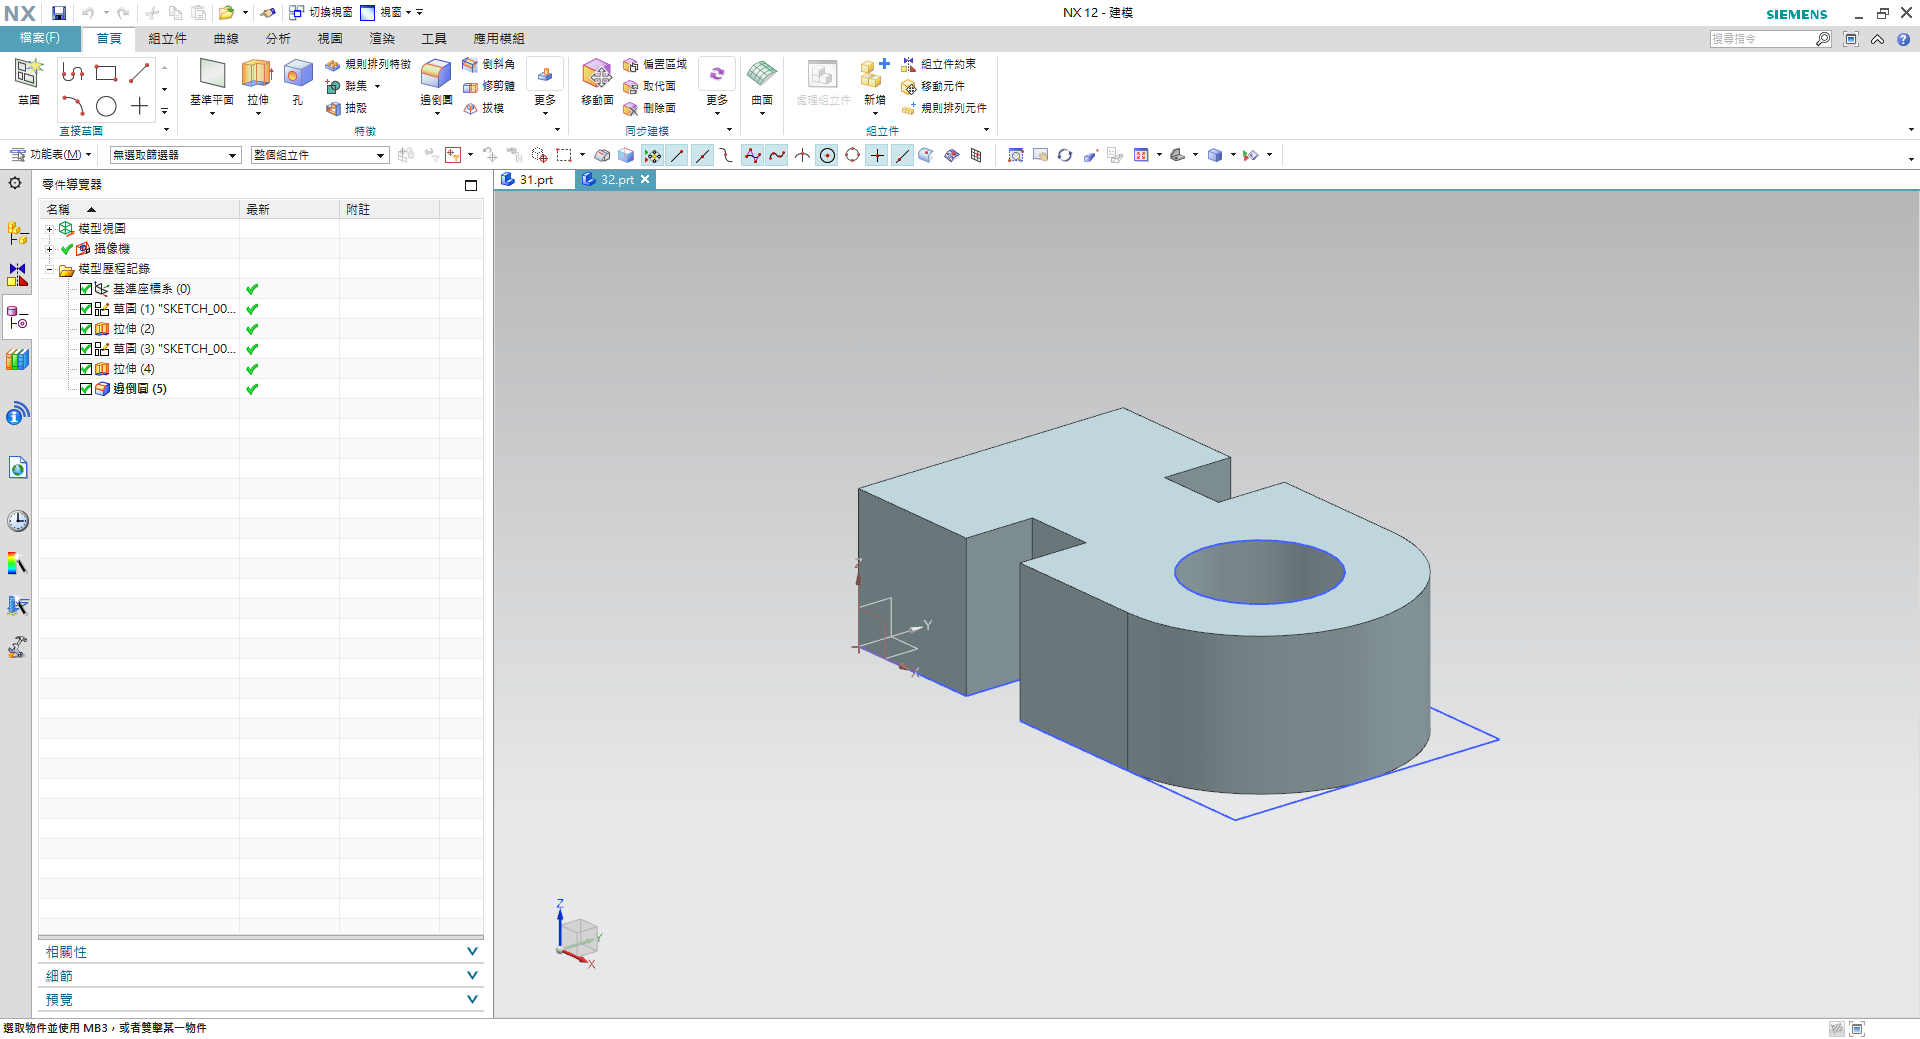 NX 切換視窗 視窗 NX 12 - 建模 SIEMENS
檔案(F) 首頁 組立件 曲線 分析 視圖 渲染 工具 應用模組 搜尋指令
草圖 基準平面 拉伸 孔 規則排列特徵 邊倒圓 倒斜角 更多 移動面 偏置區域 更多 曲面 處理組立件 新增 組立件約束
聯集 修剪體 取代面 移動元件
抽殼 拔模 刪除面 規則排列元件
直接草圖 特徵 同步建模 組立件
功能表(M) 無選取篩選器 整個組立件
零件導覽器 31.prt 32.prt
名稱 最新 附註
模型視圖
攝像機
模型歷程記錄
基準座標系 (0)
草圖 (1) "SKETCH_00...
拉伸 (2)
草圖 (3) "SKETCH_00...
拉伸 (4)
邊倒圓 (5)
Z
Y
X
Z
Y
X
相關性
細節
預覽
選取物件並使用 MB3，或者雙擊某一物件